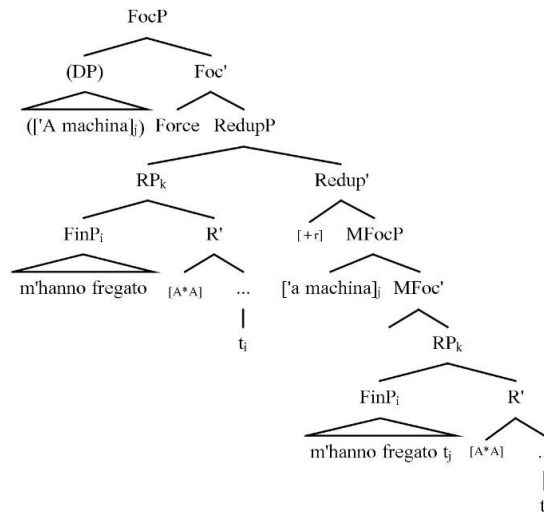 FocP
(DP) Foc'
(['A machina]j) Force RedupP
RPk Redup'
FinPi R' [+r] MFocP
m'hanno fregato [A*A] ... ['a machina]j MFoc'
ti RPk
FinPi R'
m'hanno fregato tj [A*A]
t